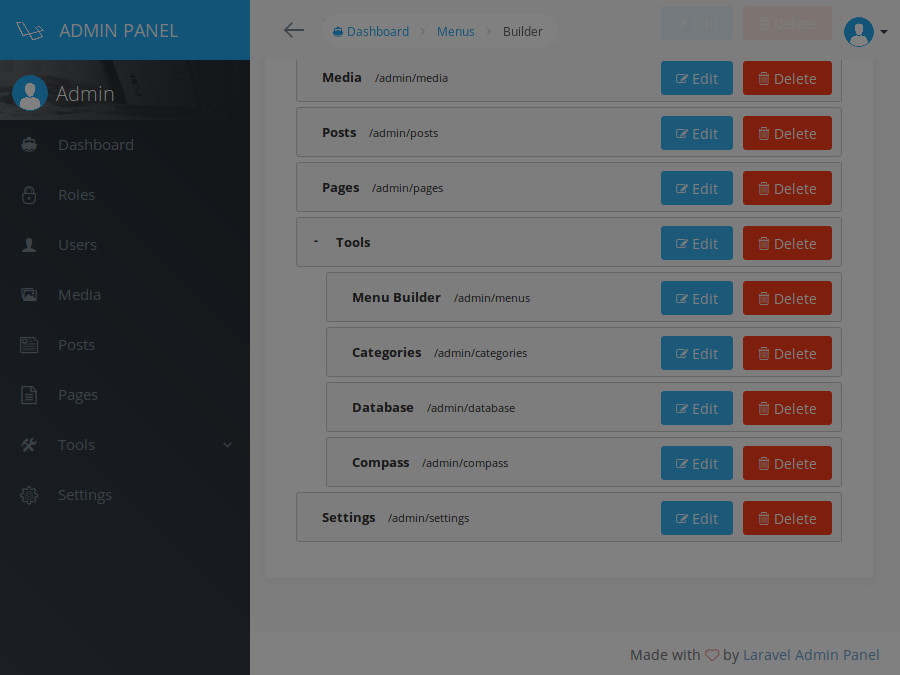 ADMIN PANEL
Admin
Dashboard
Roles
Users
Media
Posts
Pages
Tools
Settings
Dashboard > Menus > Builder
Edit Delete
Media /admin/media Edit Delete
Posts /admin/posts Edit Delete
Pages /admin/pages Edit Delete
- Tools Edit Delete
Menu Builder /admin/menus Edit Delete
Categories /admin/categories Edit Delete
Database /admin/database Edit Delete
Compass /admin/compass Edit Delete
Settings /admin/settings Edit Delete
Made with ♡ by Laravel Admin Panel